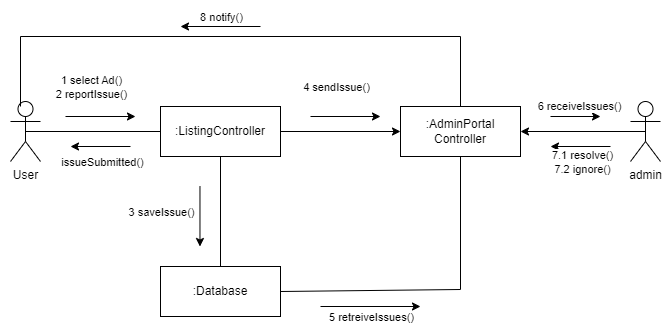 8 notify()
1 select Ad()
2 reportIssue()
4 sendIssue()
6 receiveIssues()
:ListingController
:AdminPortal
Controller
issueSubmitted()
7.1 resolve()
7.2 ignore()
User
admin
3 saveIssue()
:Database
5 retreiveIssues()